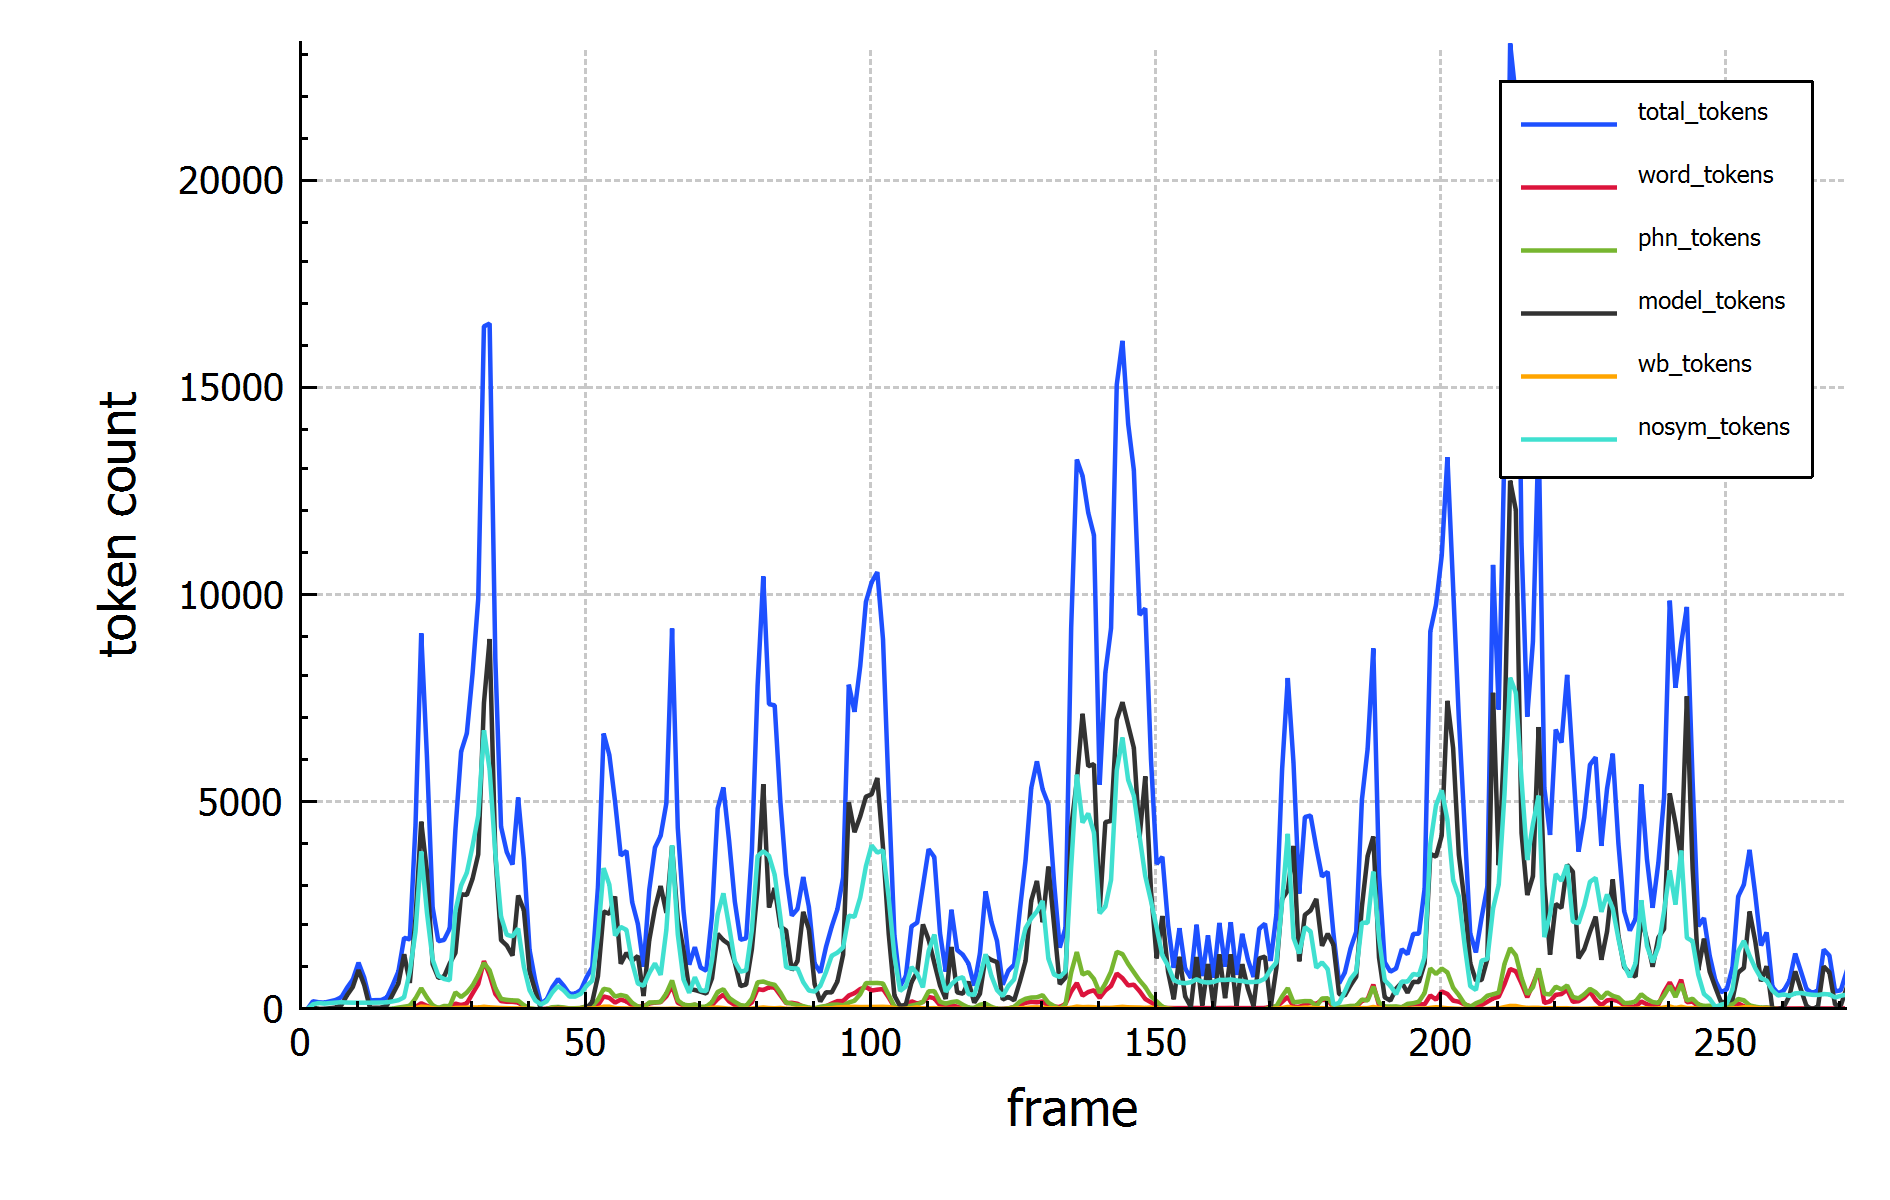 total_tokens
word_tokens
phn_tokens
model_tokens
wb_tokens
nosym_tokens
20000
15000
10000
5000
0
token count
0 50 100 150 200 250
frame